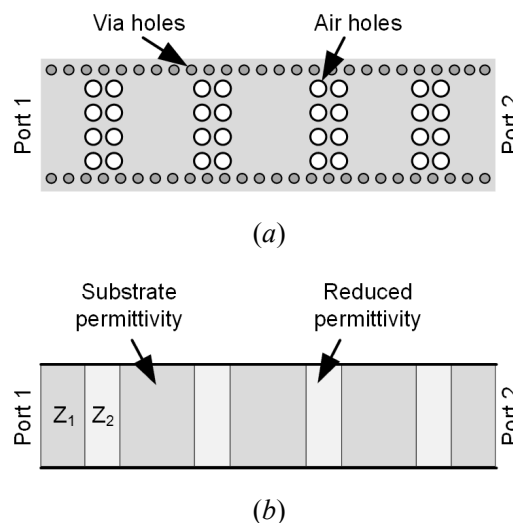 Via holes
Air holes
Port 1
Port 2
(a)
Substrate
permittivity
Reduced
permittivity
Port 1
Z1
Z2
Port 2
(b)